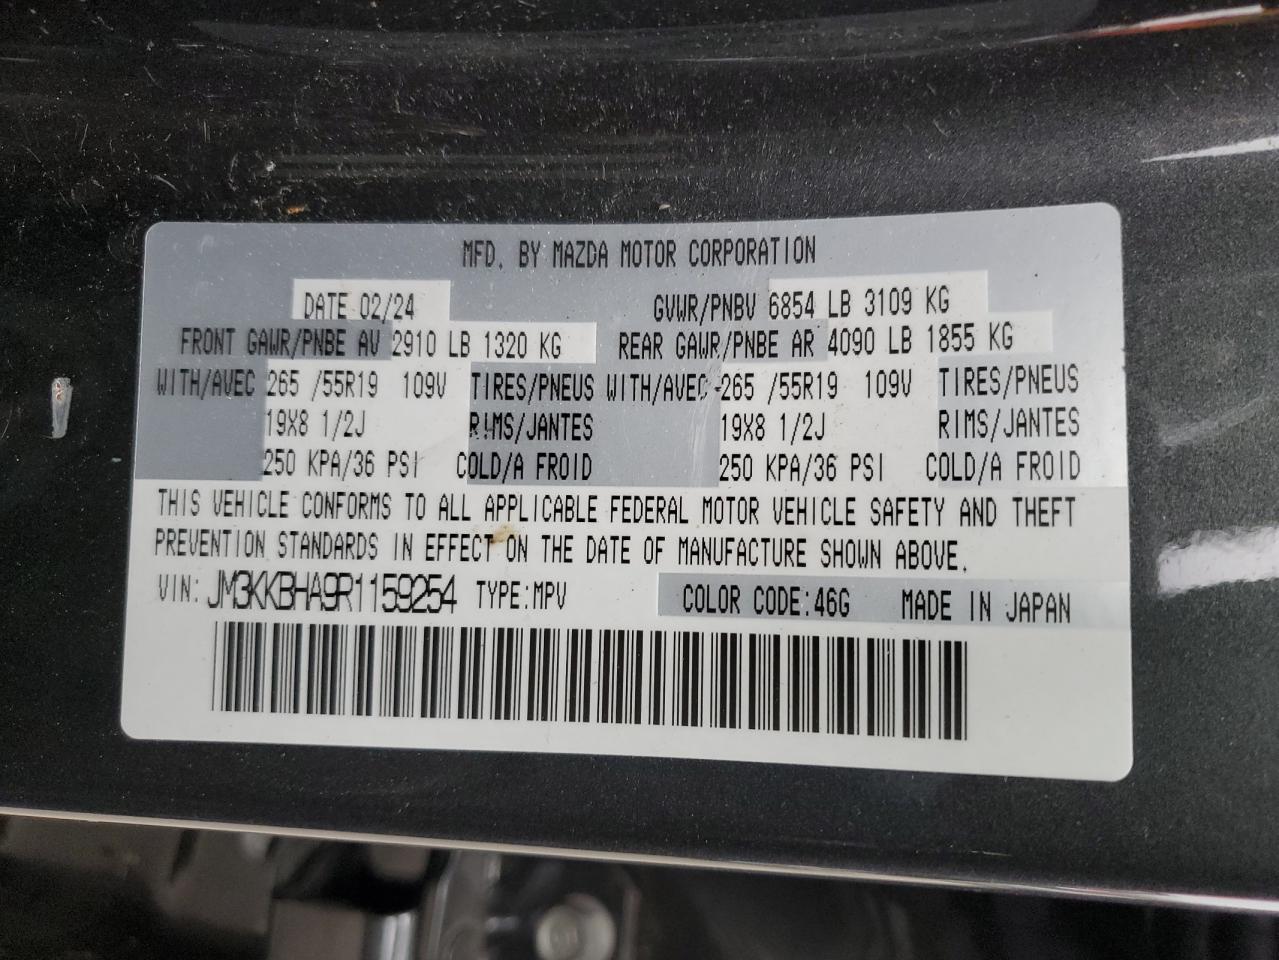 MFD. BY MAZDA MOTOR CORPORATION
DATE 02/24 GVWR/PNBV 6854 LB 3109 KG
FRONT GAWR/PNBE AV 2910 LB 1320 KG REAR GAWR/PNBE AR 4090 LB 1855 KG
WITH/AVEC 265 /55R19 109V TIRES/PNEUS WITH/AVEC 265 /55R19 109V TIRES/PNEUS
19X8 1/2J RIMS/JANTES 19X8 1/2J RIMS/JANTES
250 KPA/36 PSI COLD/A FROID 250 KPA/36 PSI COLD/A FROID
THIS VEHICLE CONFORMS TO ALL APPLICABLE FEDERAL MOTOR VEHICLE SAFETY AND THEFT
PREVENTION STANDARDS IN EFFECT ON THE DATE OF MANUFACTURE SHOWN ABOVE.
VIN: JM3KKBHA9R1159254 TYPE:MPV COLOR CODE:46G MADE IN JAPAN